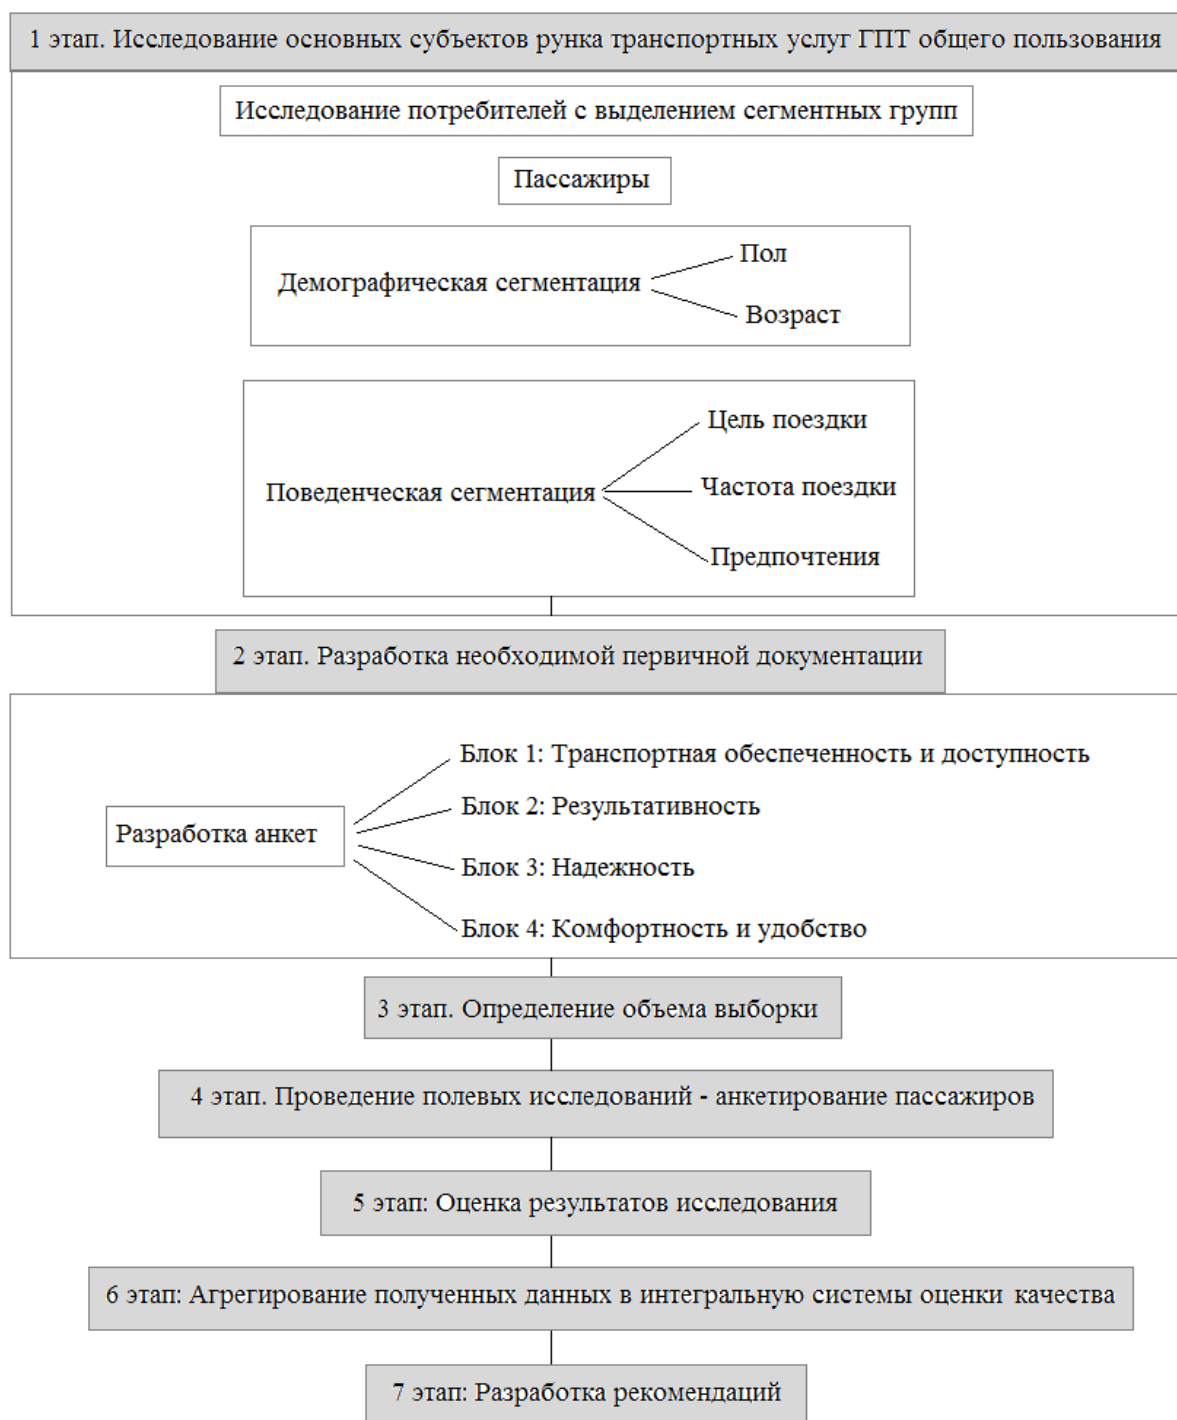 1 этап. Исследование основных субъектов рунка транспортных услуг ГПТ общего пользования
Исследование потребителей с выделением сегментных групп
Пассажиры
Демографическая сегментация
Пол
Возраст
Поведенческая сегментация
Цель поездки
Частота поездки
Предпочтения
2 этап. Разработка необходимой первичной документации
Разработка анкет
Блок 1: Транспортная обеспеченность и доступность
Блок 2: Результативность
Блок 3: Надежность
Блок 4: Комфортность и удобство
3 этап. Определение объема выборки
4 этап. Проведение полевых исследований - анкетирование пассажиров
5 этап: Оценка результатов исследования
6 этап: Агрегирование полученных данных в интегральную системы оценки качества
7 этап: Разработка рекомендаций